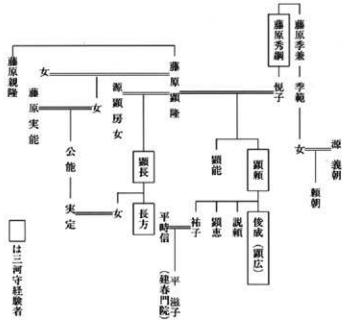 藤原季兼
季範
女
源義朝
頼朝
藤原秀綱
悦子
藤原顕隆
藤原親隆
女
女
藤原実能
公能
実定
源顕房女
顕長
女
長方
顕能
顕頼
俊成(顕広)
説頼
顕恵
祐子
平時信
平滋子
(建春門院)
は三河守経験者